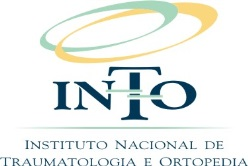 INTO
INSTITUTO NACIONAL DE
TRAUMATOLOGIA E ORTOPEDIA